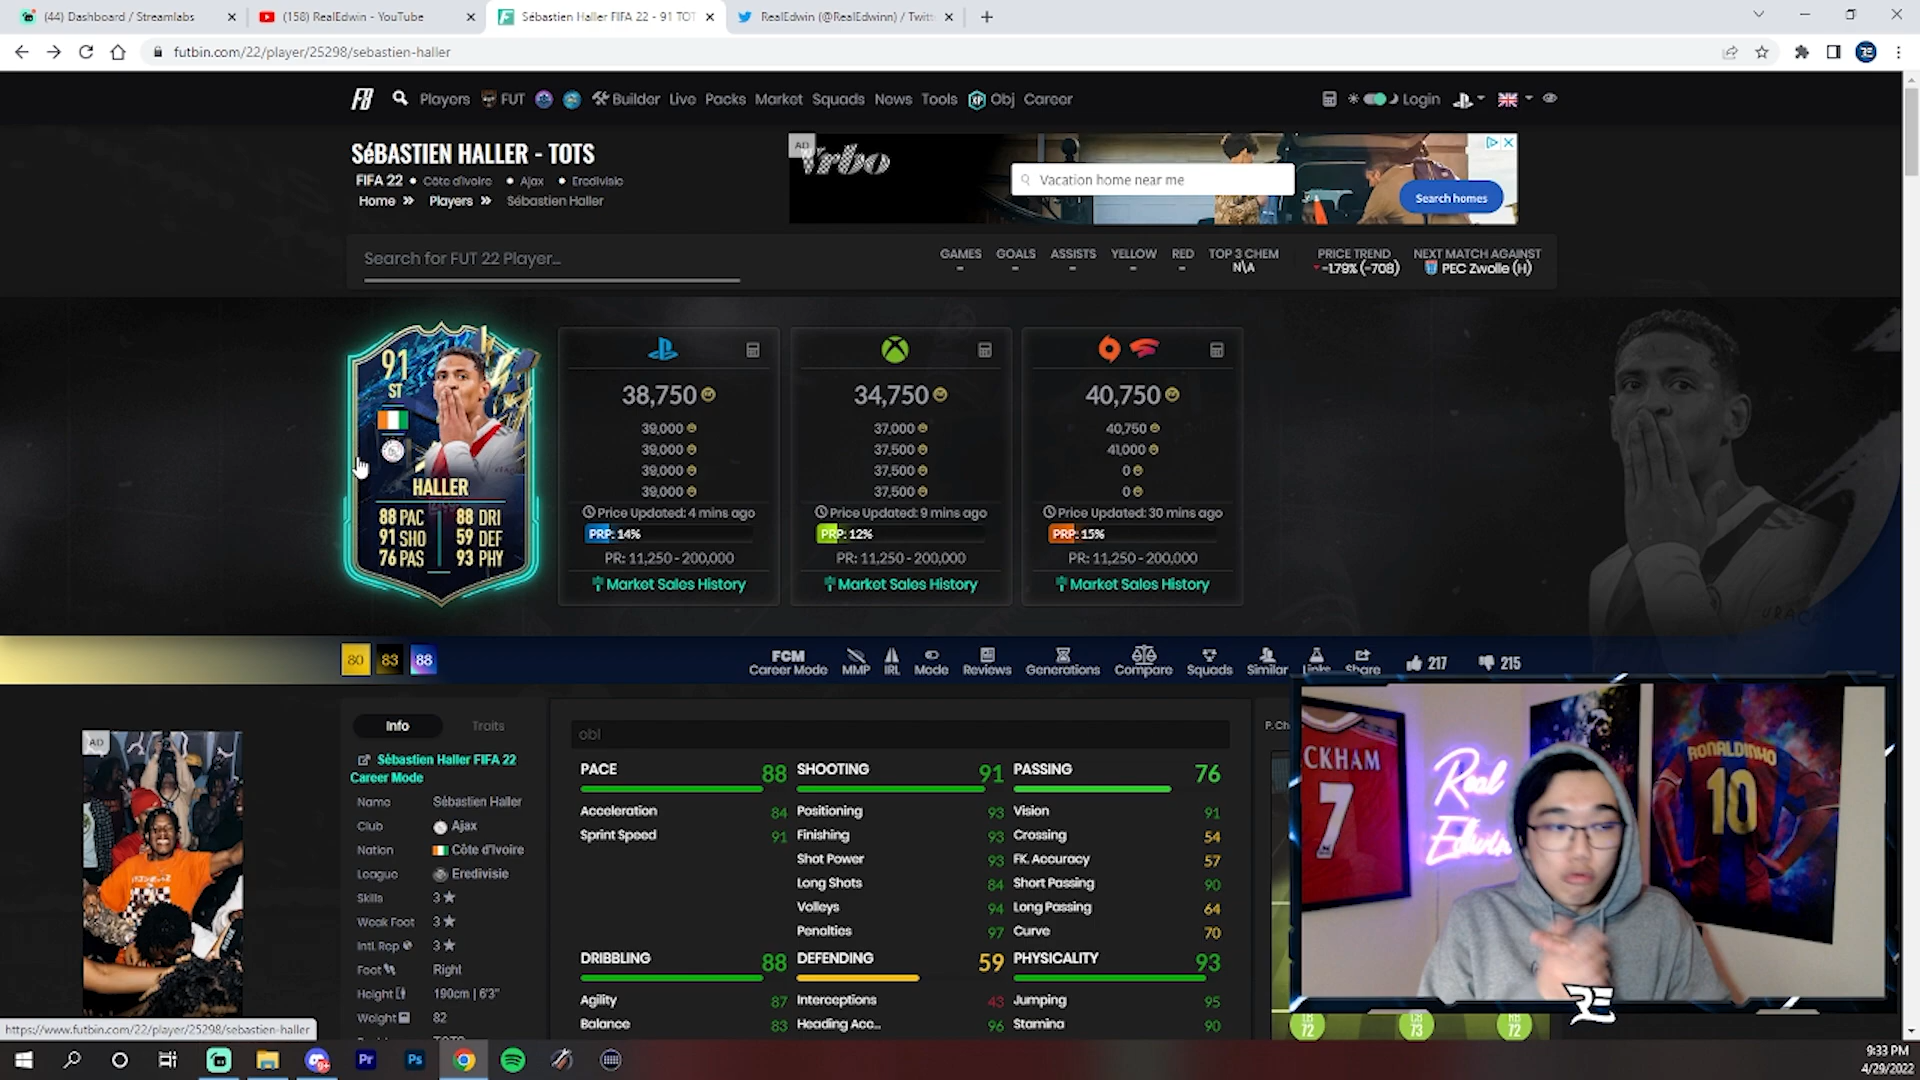 (44) Dashboard / Streamlabs
(158) RealEdwin - YouTube
Sébastien Haller FIFA 22 - 91 TOT
RealEdwin (@RealEdwinn) / Twitt
futbin.com/22/player/25298/sebastien-haller
Players FUT Builder Live Packs Market Squads News Tools Obj Career Login
SéBASTIEN HALLER - TOTS
FIFA 22 • Côte d'Ivoire • Ajax • Eredivisie
Home » Players » Sébastien Haller
AD
Vrbo
Vacation home near me
Search homes
Search for FUT 22 Player...
GAMES GOALS ASSISTS YELLOW RED TOP 3 CHEM PRICE TREND NEXT MATCH AGAINST
- - - - - N\A -1.79% (-708) PEC Zwolle (H)
91
ST
HALLER
88 PAC 88 DRI
91 SHO 59 DEF
76 PAS 93 PHY
38,750
39,000
39,000
39,000
39,000
Price Updated: 4 mins ago
PRP: 14%
PR: 11,250 - 200,000
Market Sales History
34,750
37,000
37,500
37,500
37,500
Price Updated: 9 mins ago
PRP: 12%
PR: 11,250 - 200,000
Market Sales History
40,750
40,750
41,000
0
0
Price Updated: 30 mins ago
PRP: 15%
PR: 11,250 - 200,000
Market Sales History
80 83 88
FCM
Career Mode MMP IRL Mode Reviews Generations Compare Squads Similar Links Share 217 215
AD
Info Traits
Sébastien Haller FIFA 22
Career Mode
Name Sébastien Haller
Club Ajax
Nation Côte d'Ivoire
League Eredivisie
Skills 3
Weak Foot 3
Intl. Rep 3
Foot Right
Height 190cm | 6'3"
Weight 82
obl
P. Ch
PACE 88 SHOOTING 91 PASSING 76
Acceleration 84 Positioning 93 Vision 91
Sprint Speed 91 Finishing 93 Crossing 54
Shot Power 93 FK. Accuracy 57
Long Shots 84 Short Passing 90
Volleys 94 Long Passing 64
Penalties 97 Curve 70
DRIBBLING 88 DEFENDING 59 PHYSICALITY 93
Agility 87 Interceptions 43 Jumping 95
Balance 83 Heading Acc... 96 Stamina 90
CKHAM
7
Real
Edwin
RONALDINHO
10
RE
72
CB
73
72
https://www.futbin.com/22/player/25298/sebastien-haller
Pr
Ps
9:33 PM
4/29/2022